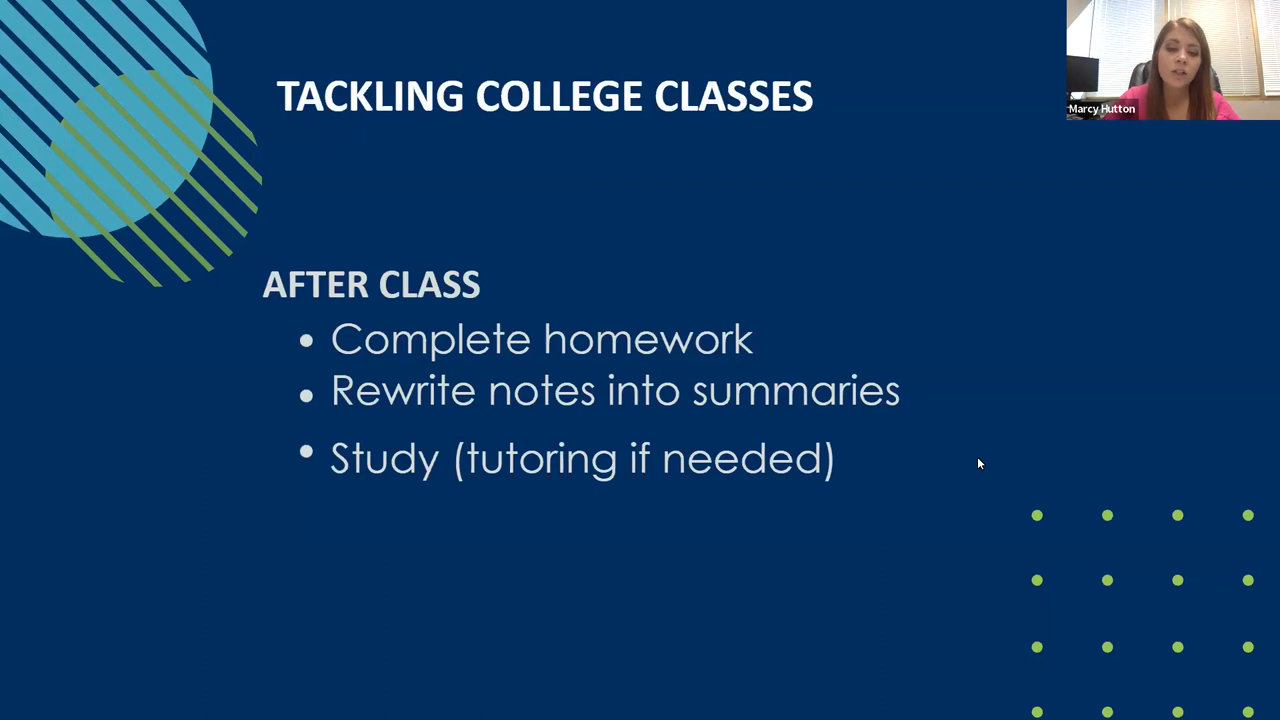 TACKLING COLLEGE CLASSES
Marcy Hutton
AFTER CLASS
• Complete homework
• Rewrite notes into summaries
• Study (tutoring if needed)